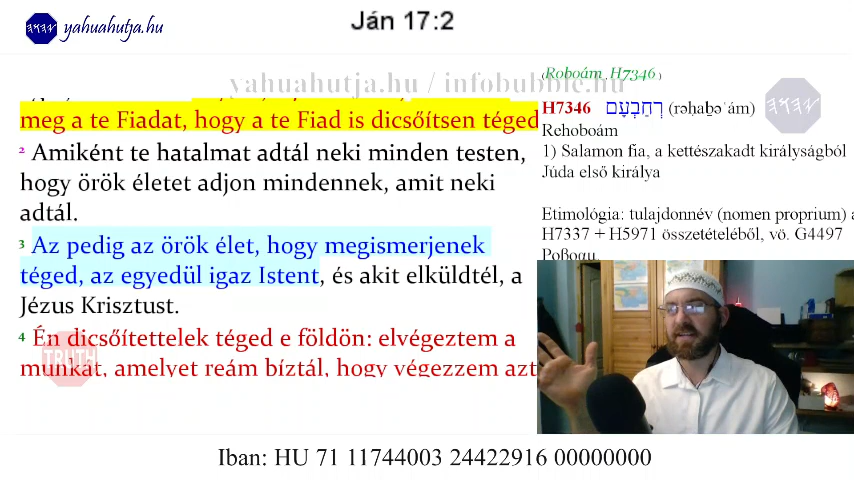 yahuahutja.hu
Ján 17:2
yahuahutja.hu / infobubble.hu
meg a te Fiadat, hogy a te Fiad is dicsőítsen téged
2 Amiként te hatalmat adtál neki minden testen,
hogy örök életet adjon mindennek, amit neki
adtál.
3 Az pedig az örök élet, hogy megismerjenek
téged, az egyedül igaz Istent, és akit elküldtél, a
Jézus Krisztust.
4 Én dicsőítettelek téged e földön: elvégeztem a
munkát, amelyet reám bíztál, hogy végezzem azt
TRUTH
(Roboám, H7346)
H7346 רְחַבְעָם (rəḥaḇəʿám)
Rehoboám
1) Salamon fia, a kettészakadt királyságból
Júda első királya
Etimológia: tulajdonnév (nomen proprium) a
H7337 + H5971 összetételéből, vö. G4497
Ροβοαμ.
Iban: HU 71 11744003 24422916 00000000